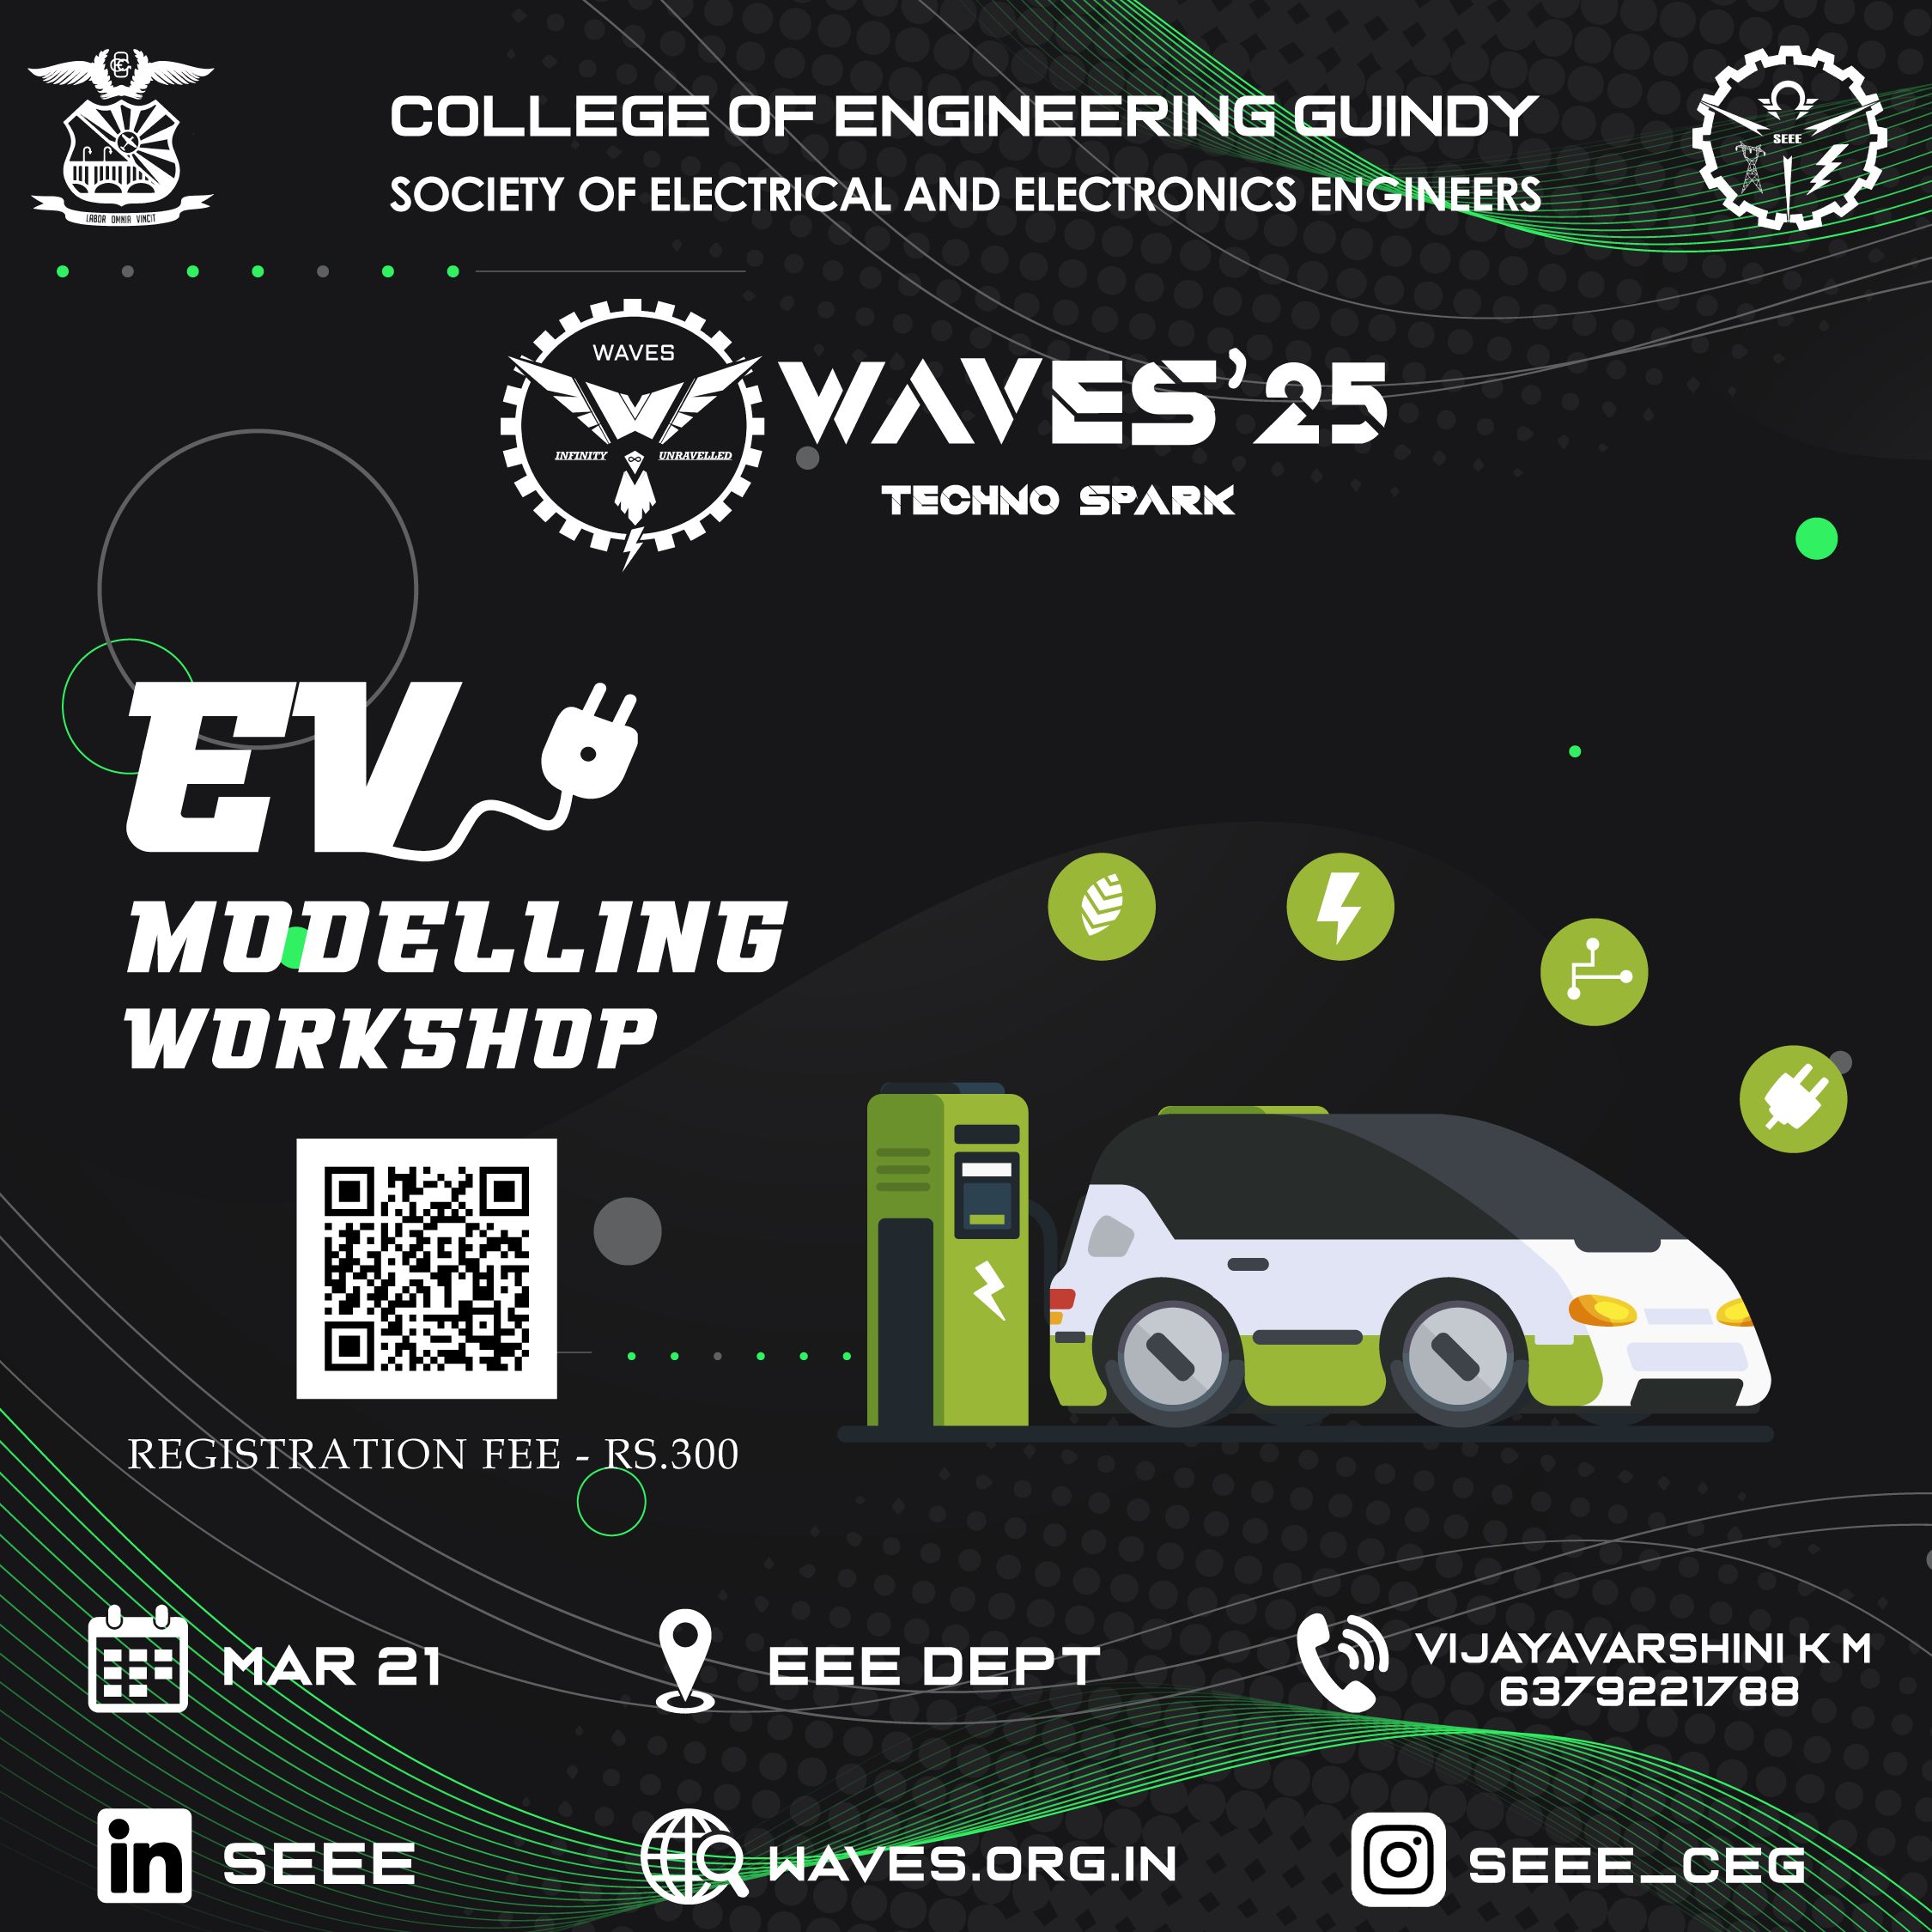 COLLEGE OF ENGINEERING GUINDY
SOCIETY OF ELECTRICAL AND ELECTRONICS ENGINEERS
LABOR OMNIA VINCIT
SEEE
WAVES
INFINITY UNRAVELLED
WAVES'25
TECHNO SPARK
EV
MODELLING
WORKSHOP
REGISTRATION FEE - RS.300
MAR 21
EEE DEPT
VIJAYAVARSHINI K M
6379221788
in SEEE
WAVES.ORG.IN
SEEE_CEG